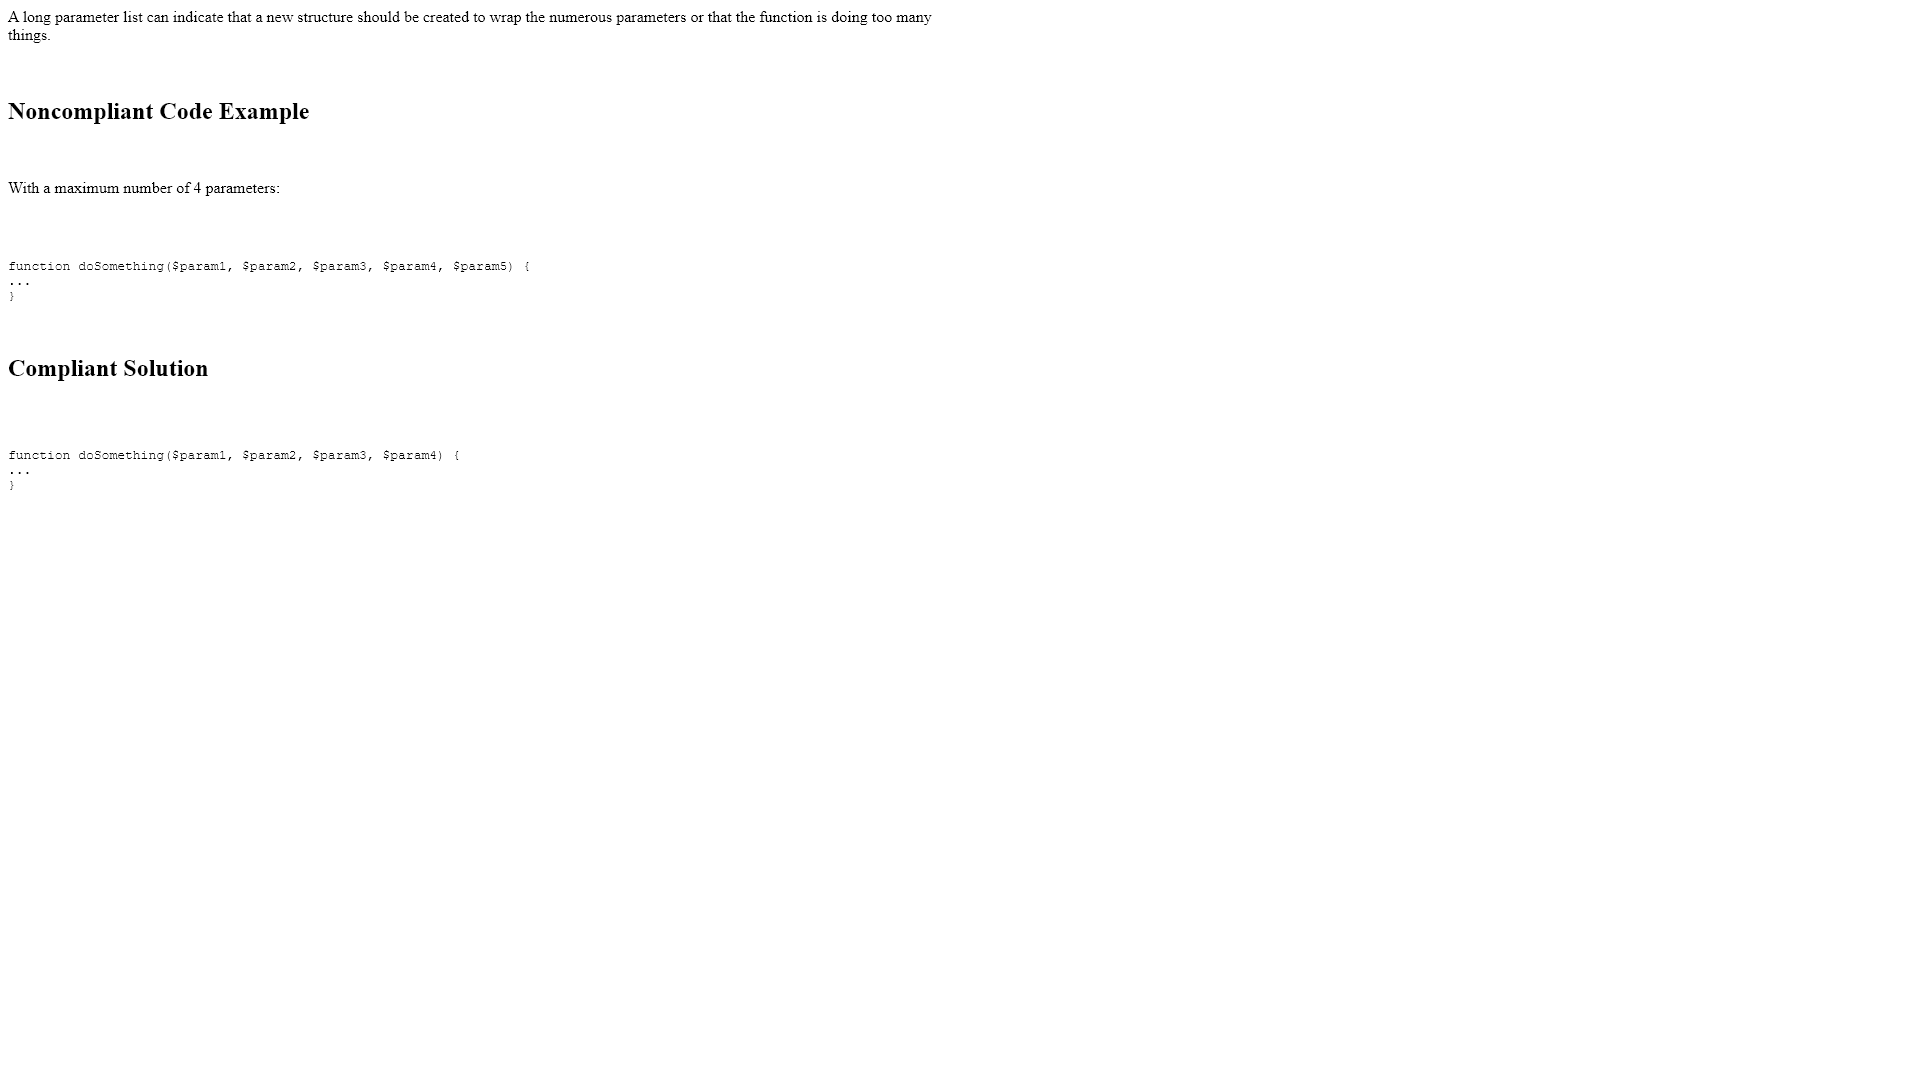 A long parameter list can indicate that a new structure should be created to wrap the numerous parameters or that the function is doing too many
things.
Noncompliant Code Example
With a maximum number of 4 parameters:
function doSomething($param1, $param2, $param3, $param4, $param5) {
...
}
Compliant Solution
function doSomething($param1, $param2, $param3, $param4) {
...
}